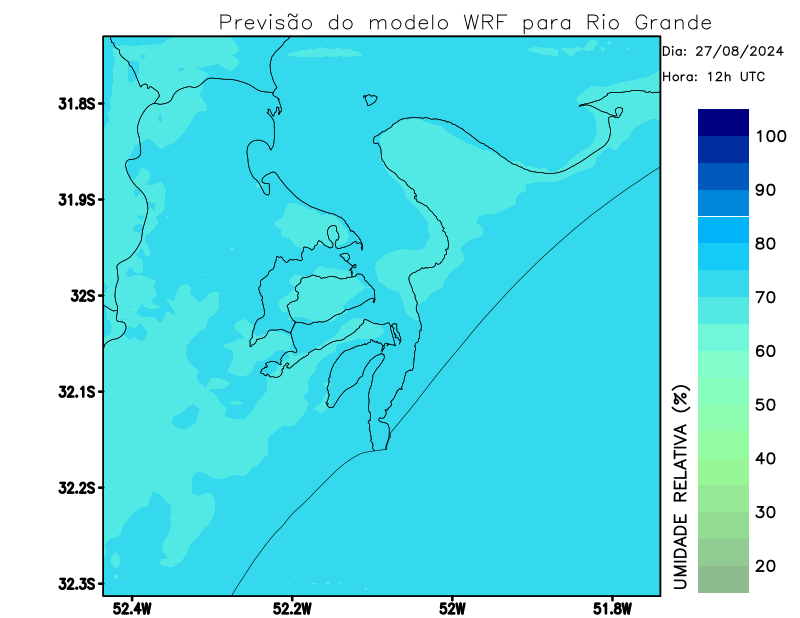 Previsão do modelo WRF para Rio Grande
Dia: 27/08/2024
Hora: 12h UTC
31.8S
31.9S
32S
32.1S
32.2S
32.3S
52.4W
52.2W
52W
51.8W
100
90
80
70
60
50
40
30
20
UMIDADE RELATIVA (%)